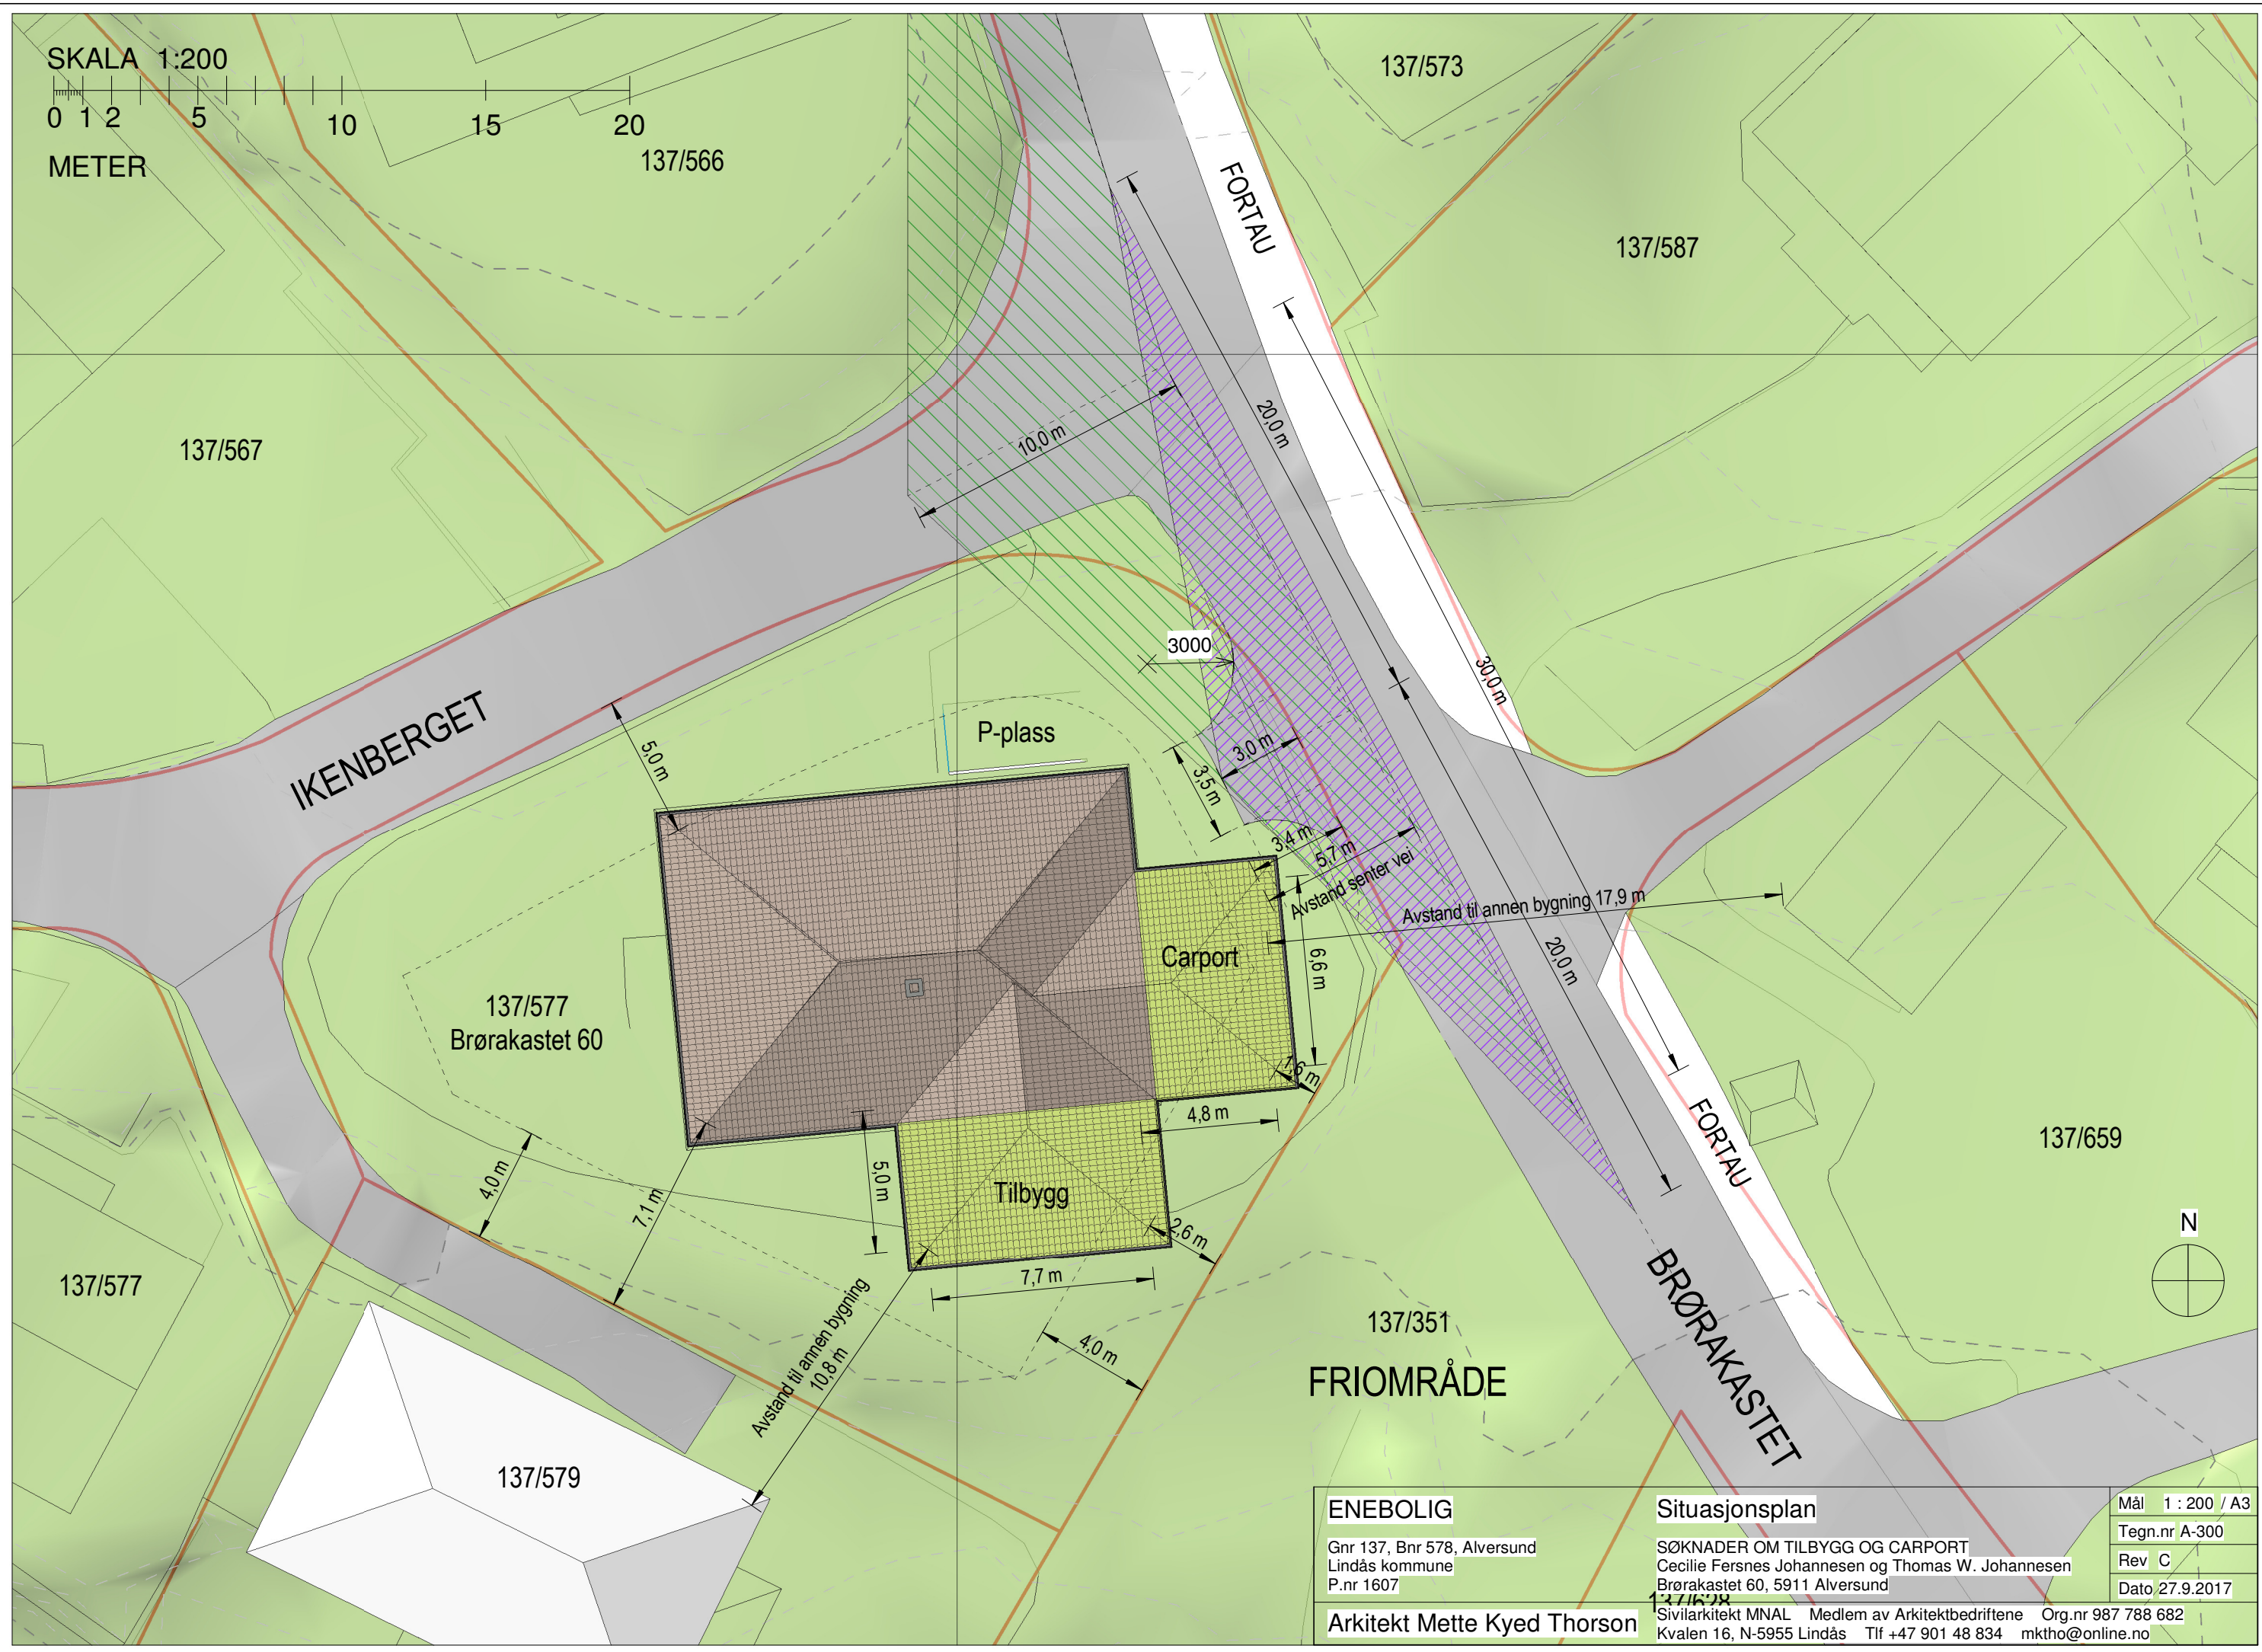 SKALA 1:200
0 1 2 5 10 15 20
METER
137/566
137/573
137/587
137/567
FORTAU
20,0 m
10,0 m
30,0 m
3000
IKENBERGET
5,0 m
P-plass
3,0 m
3,5 m
3,4 m
5,7 m
Avstand senter vei
Avstand til annen bygning 17,9 m
Carport
6,6 m
20,0 m
137/577
Brørakastet 60
1,6 m
4,8 m
FORTAU
137/659
4,0 m
7,1 m
5,0 m
Tilbygg
2,6 m
7,7 m
N
137/577
Avstand til annen bygning
10,8 m
4,0 m
137/351
FRIOMRÅDE
BRØRAKASTET
137/579
ENEBOLIG
Gnr 137, Bnr 578, Alversund
Lindås kommune
P.nr 1607
Situasjonsplan
SØKNADER OM TILBYGG OG CARPORT
Cecilie Fersnes Johannesen og Thomas W. Johannesen
Brørakastet 60, 5911 Alversund
137/628
Mål 1 : 200 / A3
Tegn.nr A-300
Rev C
Dato 27.9.2017
Arkitekt Mette Kyed Thorson
Sivilarkitekt MNAL Medlem av Arkitektbedriftene Org.nr 987 788 682
Kvalen 16, N-5955 Lindås Tlf +47 901 48 834 mktho@online.no